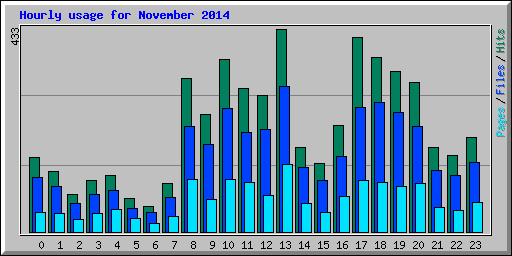 Hourly usage for November 2014
433
Pages/Files/Hits
0 1 2 3 4 5 6 7 8 9 10 11 12 13 14 15 16 17 18 19 20 21 22 23